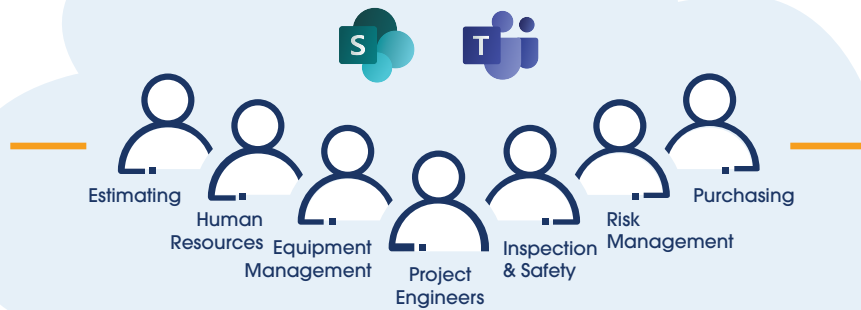 S
T
Estimating
Human
Resources
Equipment
Management
Project
Engineers
Inspection
& Safety
Risk
Management
Purchasing